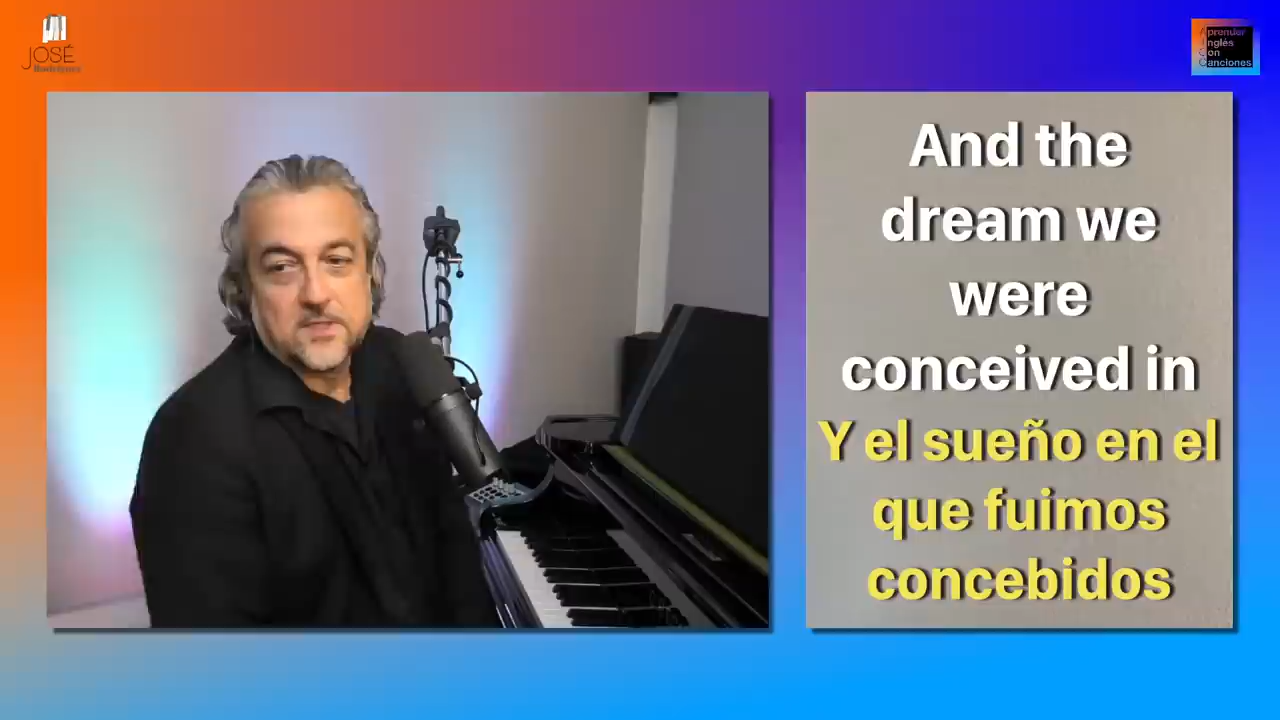 JOSÉ
Rodríguez
Aprender
Inglés
Con
Canciones
And the
dream we
were
conceived in
Y el sueño en el
que fuimos
concebidos